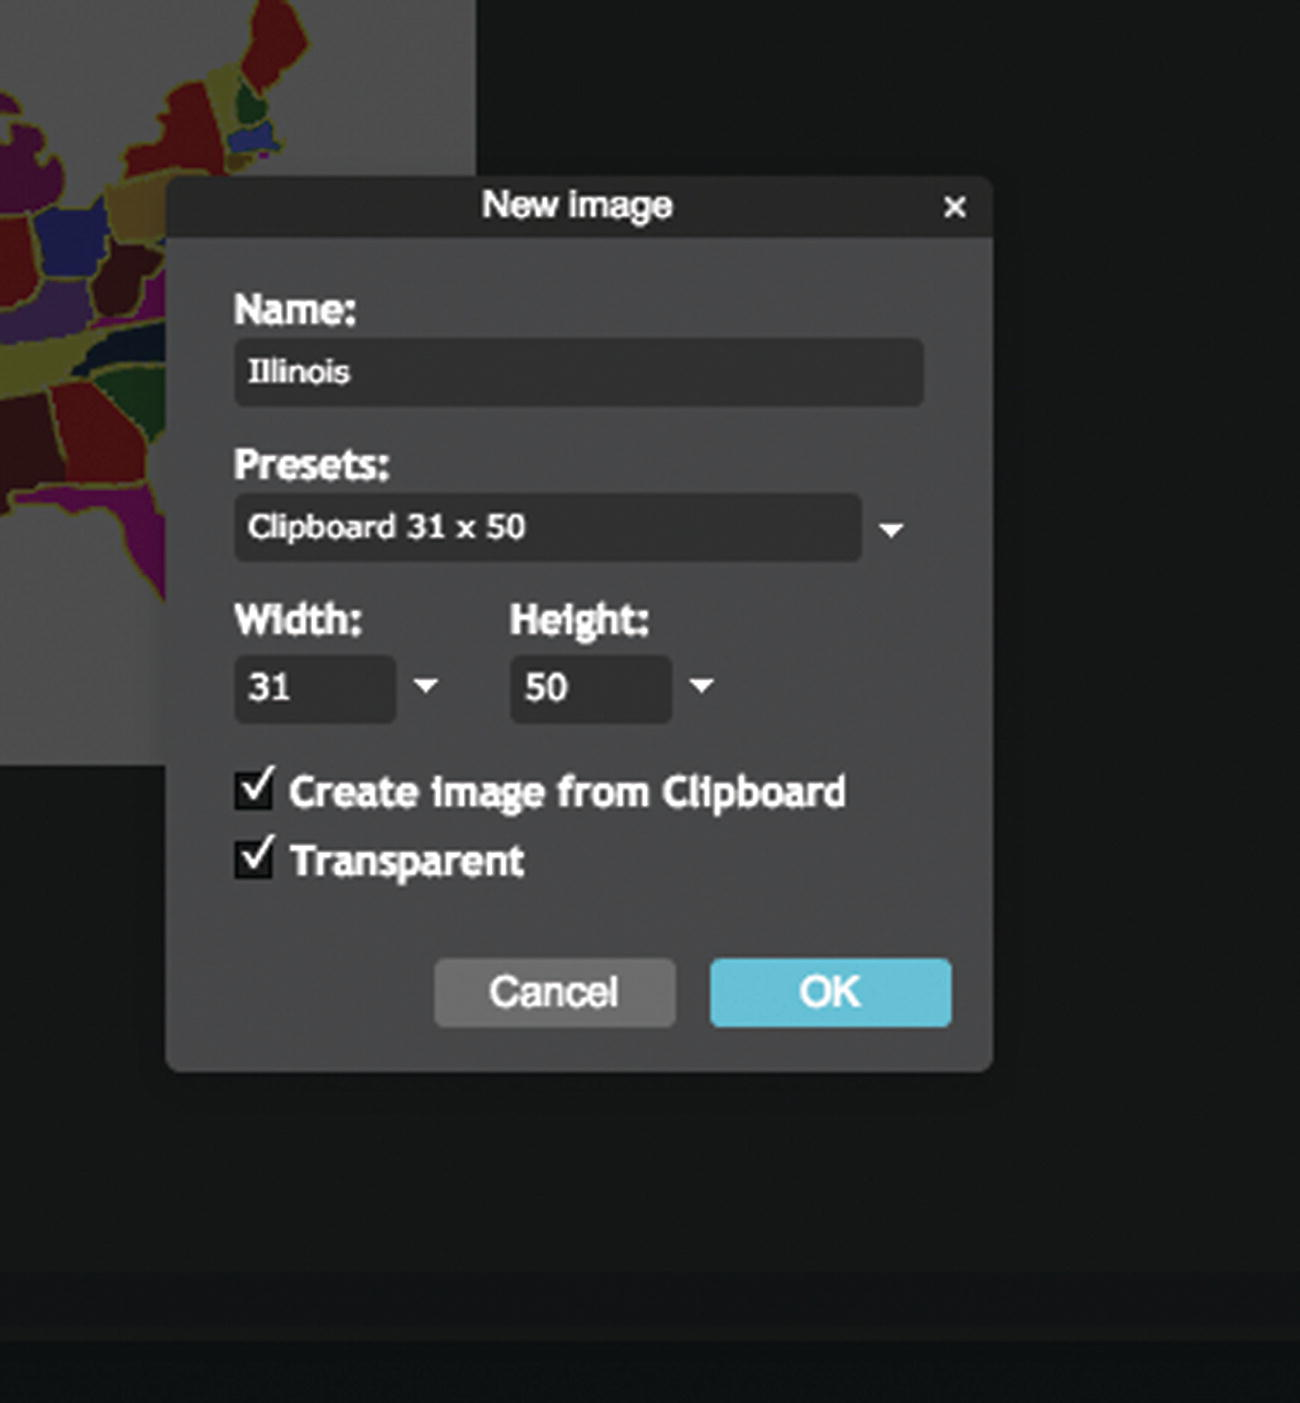 New image
Name:
Illinois
Presets:
Clipboard 31 x 50
Width:
Height:
31
50
Create image from Clipboard
Transparent
Cancel
OK